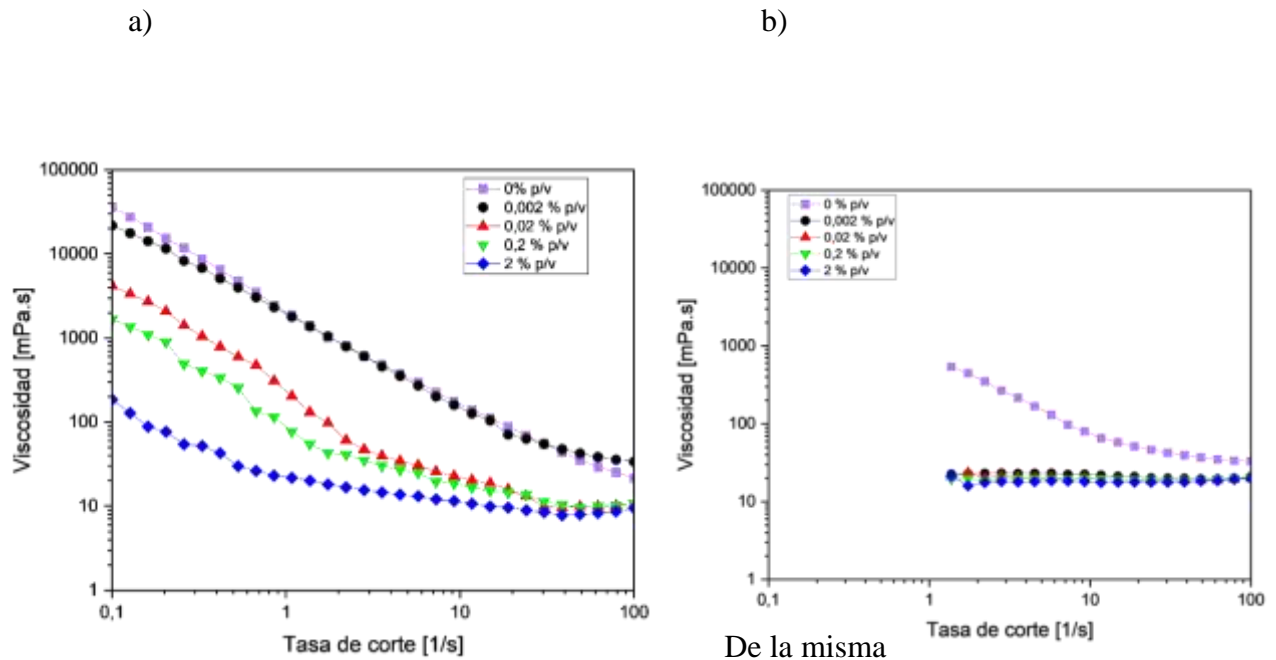 a)
b)
100000
10000
1000
100
10
1
0,1
1
10
100
Viscosidad [mPa.s]
Tasa de corte [1/s]
0% p/v
0,002 % p/v
0,02 % p/v
0,2 % p/v
2 % p/v
100000
10000
1000
100
10
1
0,1
1
10
100
Viscosidad [mPa.s]
Tasa de corte [1/s]
0 % p/v
0,002 % p/v
0,02 % p/v
0,2 % p/v
2 % p/v
De la misma